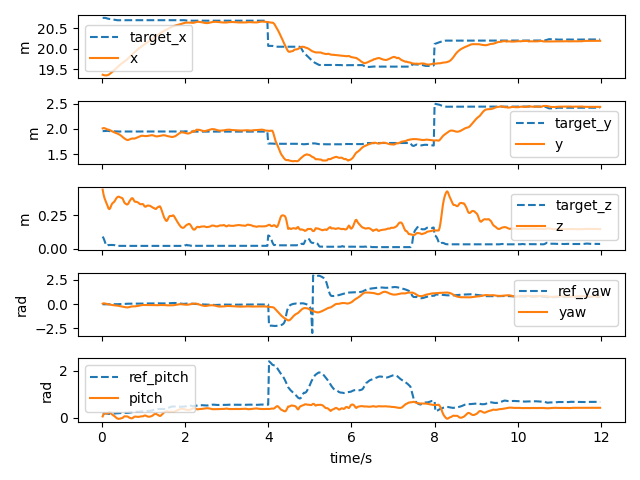 20.5
20.0
19.5
m
target_x
x
2.5
2.0
1.5
m
target_y
y
0.25
0.00
m
target_z
z
2.5
0.0
−2.5
rad
ref_yaw
yaw
2
0
rad
ref_pitch
pitch
0 2 4 6 8 10 12
time/s